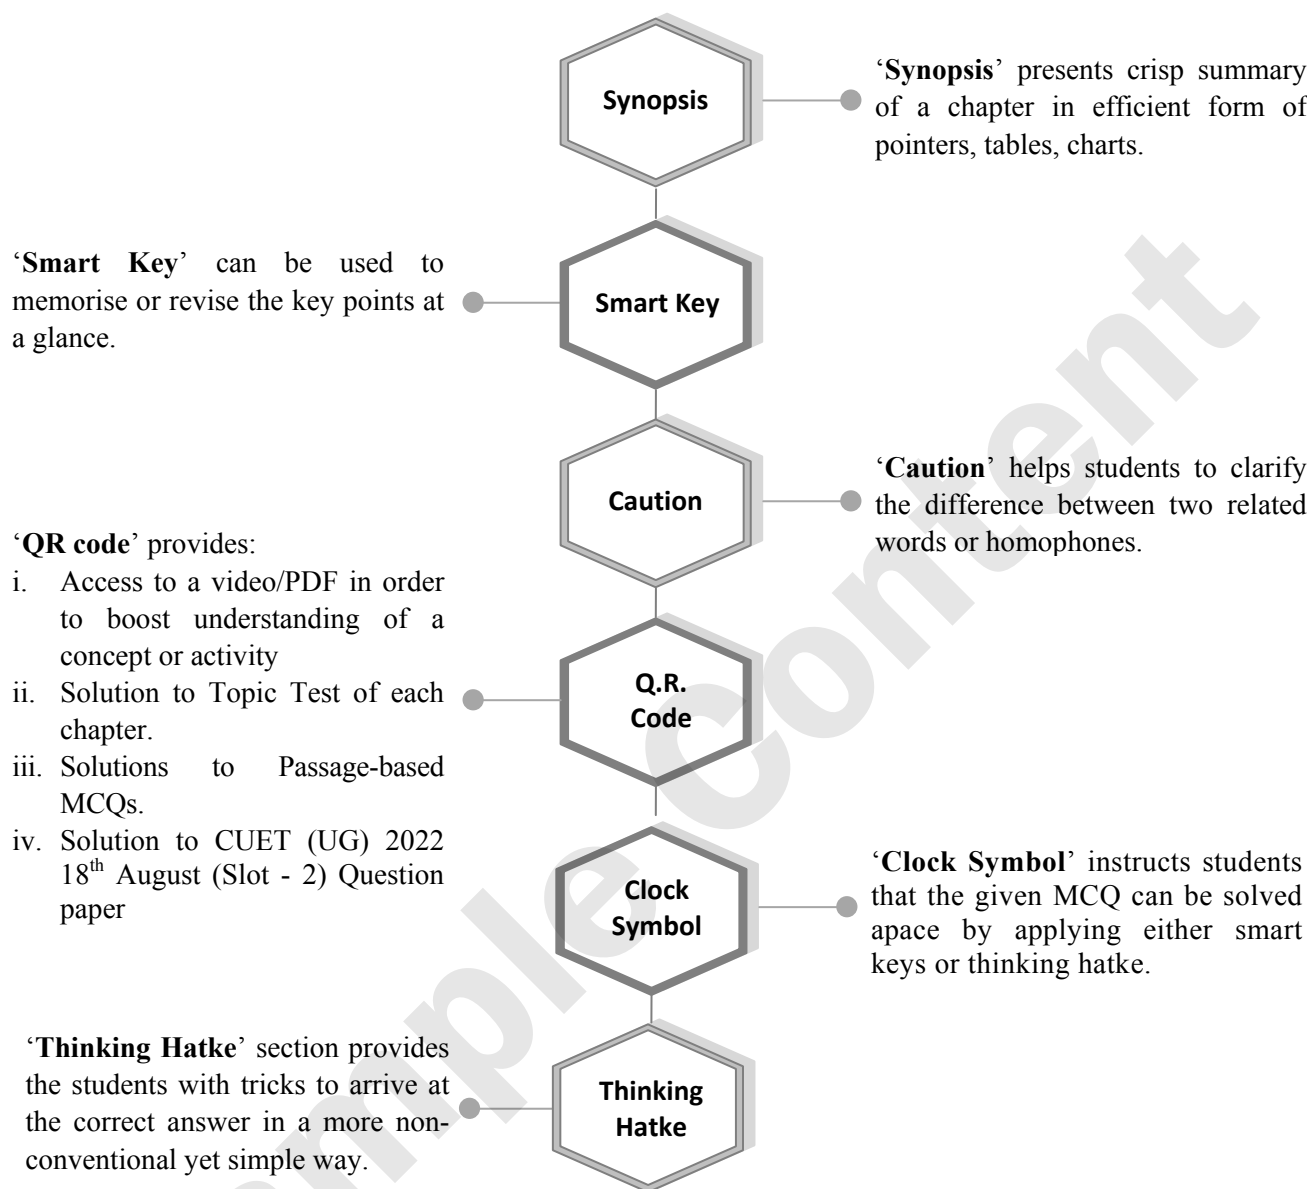 Synopsis
‘Synopsis’ presents crisp summary
of a chapter in efficient form of
pointers, tables, charts.
‘Smart Key’ can be used to
memorise or revise the key points at
a glance.
Smart Key
Caution
‘Caution’ helps students to clarify
the difference between two related
words or homophones.
‘QR code’ provides:
i. Access to a video/PDF in order
to boost understanding of a
concept or activity
ii. Solution to Topic Test of each
chapter.
iii. Solutions to Passage-based
MCQs.
iv. Solution to CUET (UG) 2022
18th August (Slot - 2) Question
paper
Q.R.
Code
Clock
Symbol
‘Clock Symbol’ instructs students
that the given MCQ can be solved
apace by applying either smart
keys or thinking hatke.
‘Thinking Hatke’ section provides
the students with tricks to arrive at
the correct answer in a more non-
conventional yet simple way.
Thinking
Hatke
Content